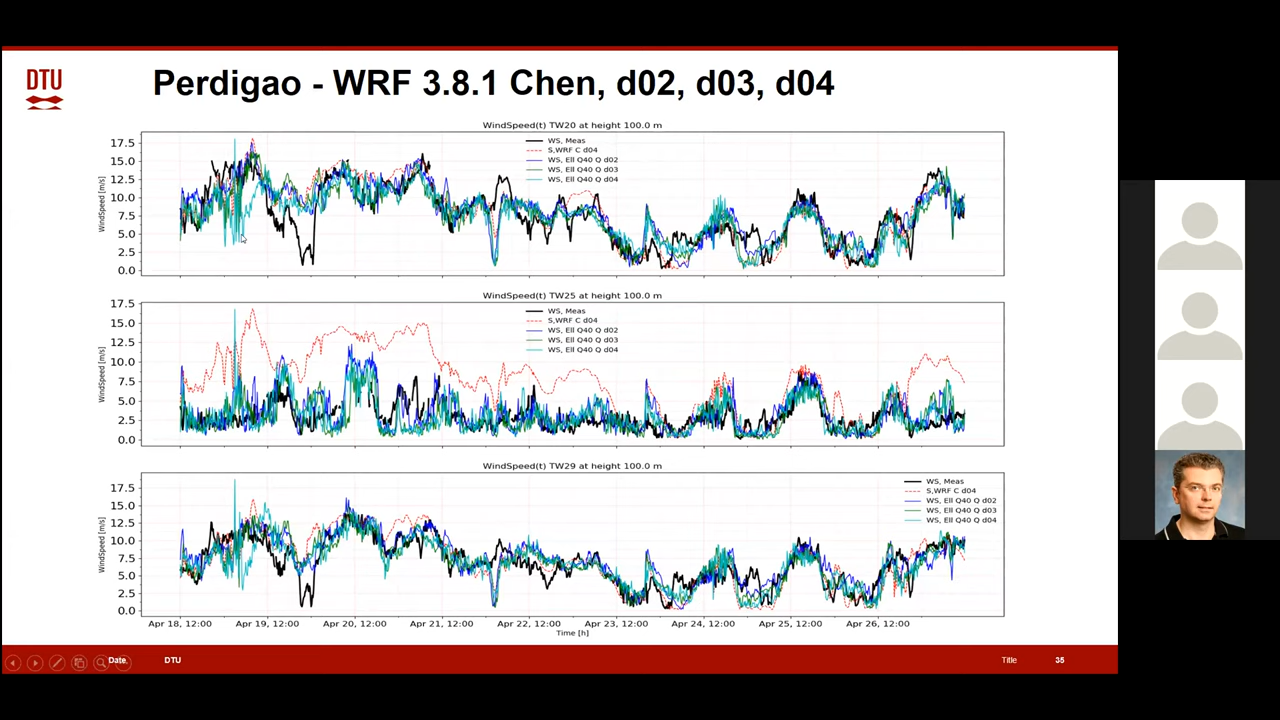 DTU
Perdigao - WRF 3.8.1 Chen, d02, d03, d04
WindSpeed(t) TW20 at height 100.0 m
WindSpeed [m/s]
17.5
15.0
12.5
10.0
7.5
5.0
2.5
0.0
WS, Meas
S,WRF C d04
WS, Ell Q40 Q d02
WS, Ell Q40 Q d03
WS, Ell Q40 Q d04
WindSpeed(t) TW25 at height 100.0 m
WindSpeed [m/s]
17.5
15.0
12.5
10.0
7.5
5.0
2.5
0.0
WS, Meas
S,WRF C d04
WS, Ell Q40 Q d02
WS, Ell Q40 Q d03
WS, Ell Q40 Q d04
WindSpeed(t) TW29 at height 100.0 m
WindSpeed [m/s]
17.5
15.0
12.5
10.0
7.5
5.0
2.5
0.0
WS, Meas
S,WRF C d04
WS, Ell Q40 Q d02
WS, Ell Q40 Q d03
WS, Ell Q40 Q d04
Apr 18, 12:00 Apr 19, 12:00 Apr 20, 12:00 Apr 21, 12:00 Apr 22, 12:00 Apr 23, 12:00 Apr 24, 12:00 Apr 25, 12:00 Apr 26, 12:00
Time [h]
Date. DTU Title 35